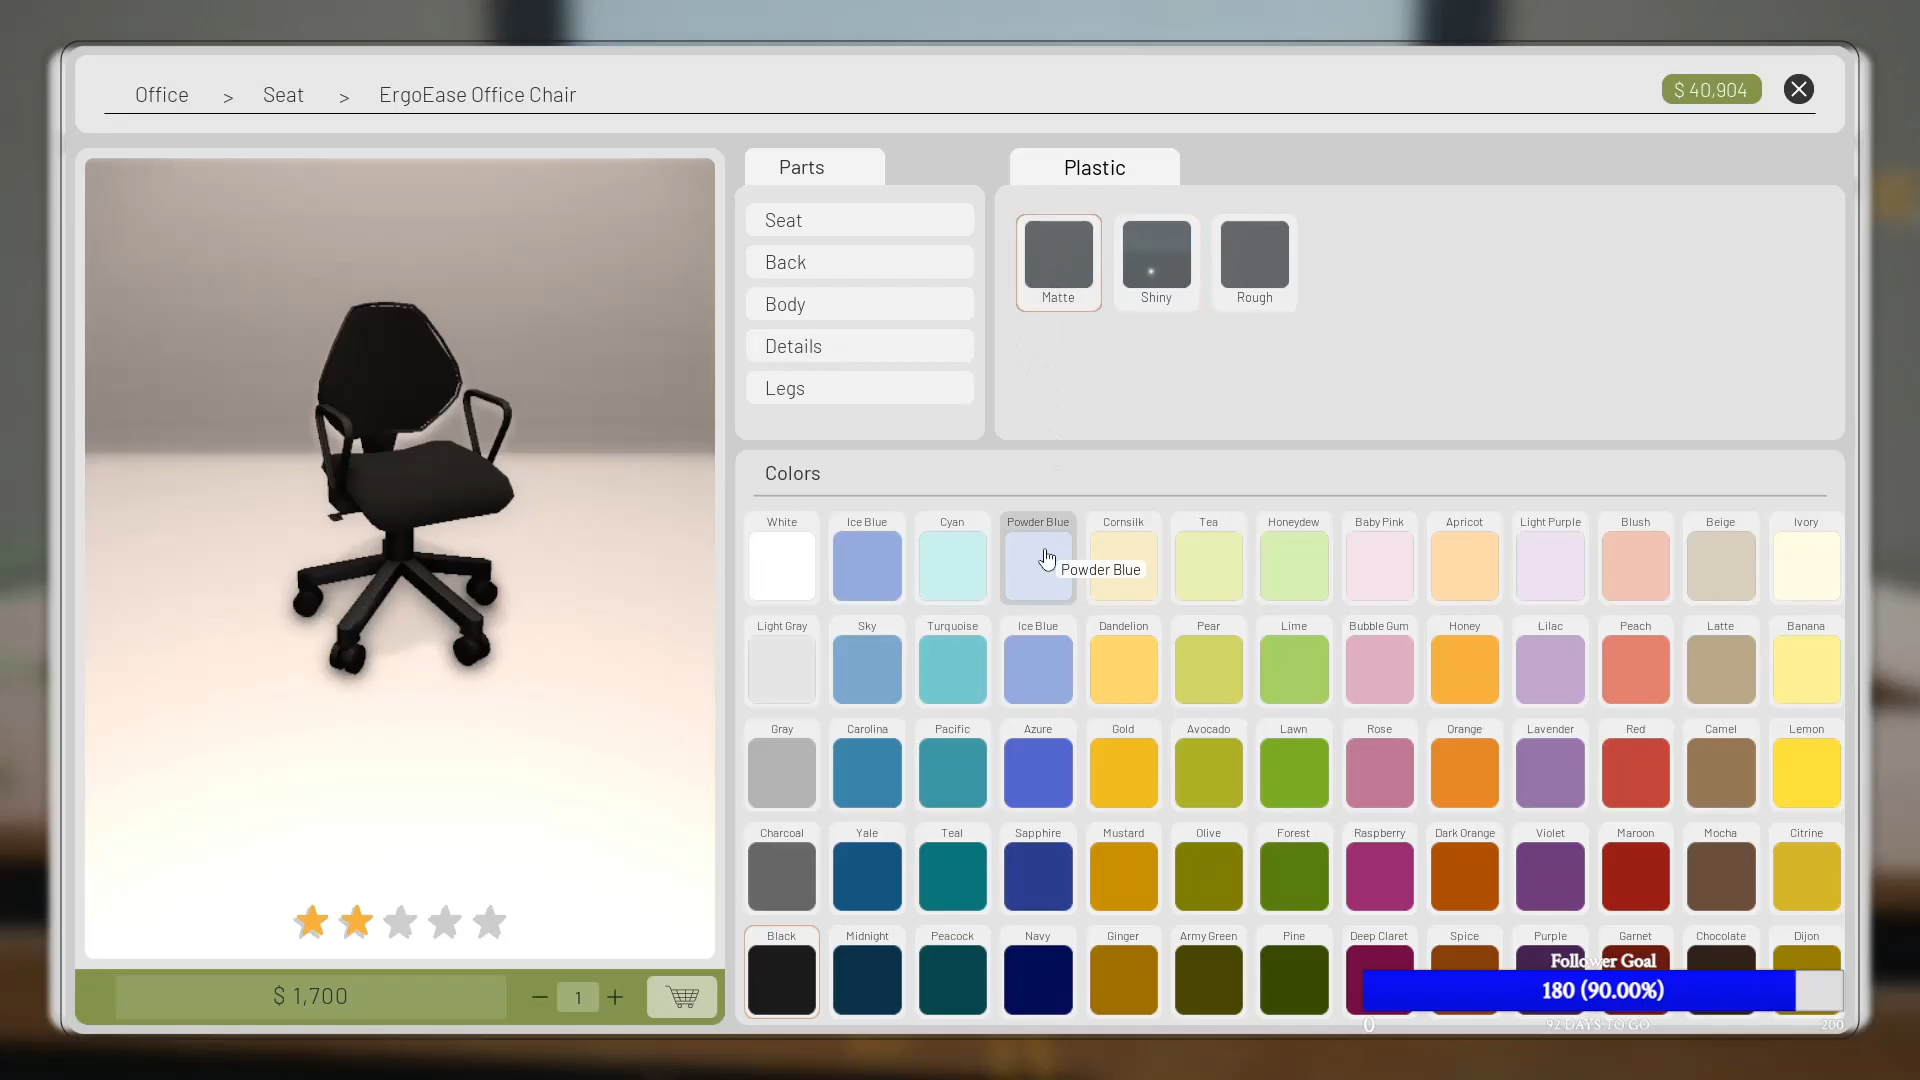 Office > Seat > ErgoEase Office Chair
$ 40,904
Parts
Plastic
Seat
Back
Body
Details
Legs
Matte Shiny Rough
Colors
White Ice Blue Cyan Powder Blue Cornsilk Tea Honeydew Baby Pink Apricot Light Purple Blush Beige Ivory
Powder Blue
Light Gray Sky Turquoise Ice Blue Dandelion Pear Lime Bubble Gum Honey Lilac Peach Latte Banana
Gray Carolina Pacific Azure Gold Avocado Lawn Rose Orange Lavender Red Camel Lemon
Charcoal Yale Teal Sapphire Mustard Olive Forest Raspberry Dark Orange Violet Maroon Mocha Citrine
Black Midnight Peacock Navy Ginger Army Green Pine Deep Claret Spice Purple Garnet Chocolate Dijon
Follower Goal
180 (90.00%)
0 92 DAYS TO GO 200
$ 1,700
− 1 +